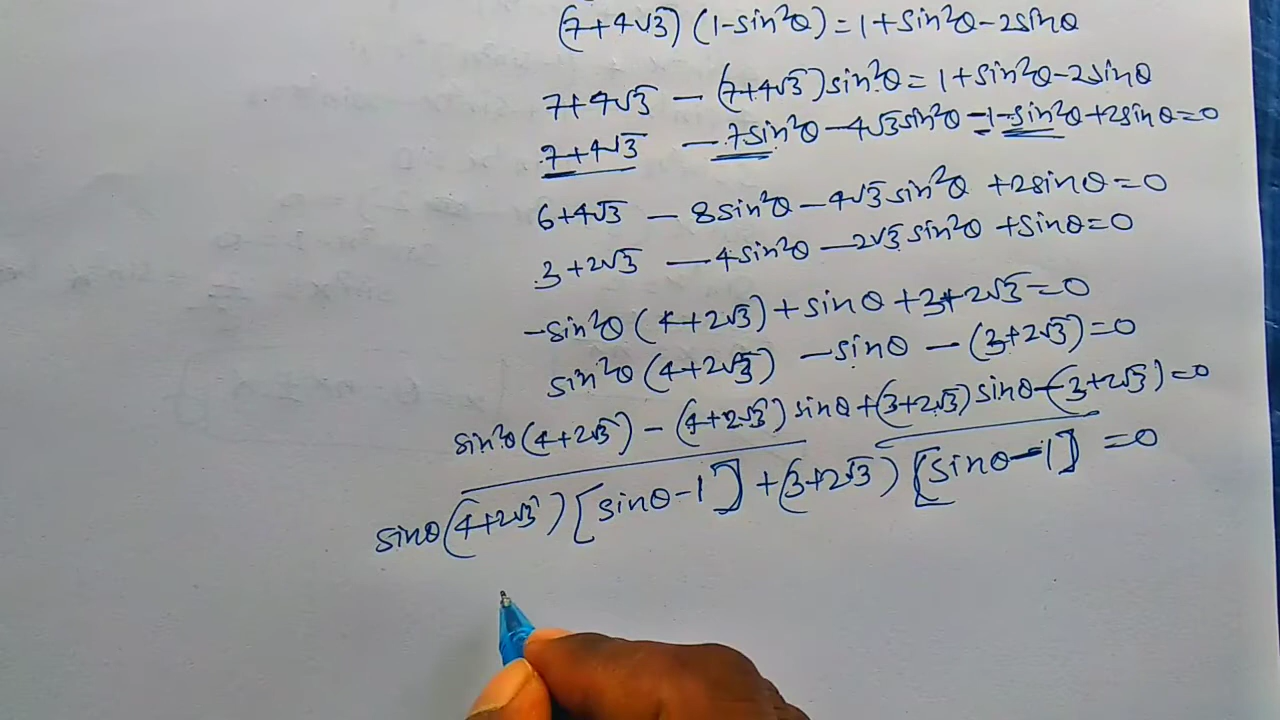 (7+4√3)(1-sin²θ)=1+sin²θ-2sinθ
7+4√3 - (7+4√3)sin²θ=1+sin²θ-2sinθ
7+4√3 - 7sin²θ-4√3sin²θ-1-sin²θ+2sinθ=0
6+4√3 - 8sin²θ-4√3sin²θ+2sinθ=0
3+2√3 - 4sin²θ-2√3sin²θ+sinθ=0
-sin²θ(4+2√3)+sinθ+3+2√3=0
sin²θ(4+2√3)-sinθ-(3+2√3)=0
sin²θ(4+2√3)-(4+2√3)sinθ+(3+2√3)sinθ-(3+2√3)=0
sinθ(4+2√3)[sinθ-1]+(3+2√3)[sinθ-1]=0